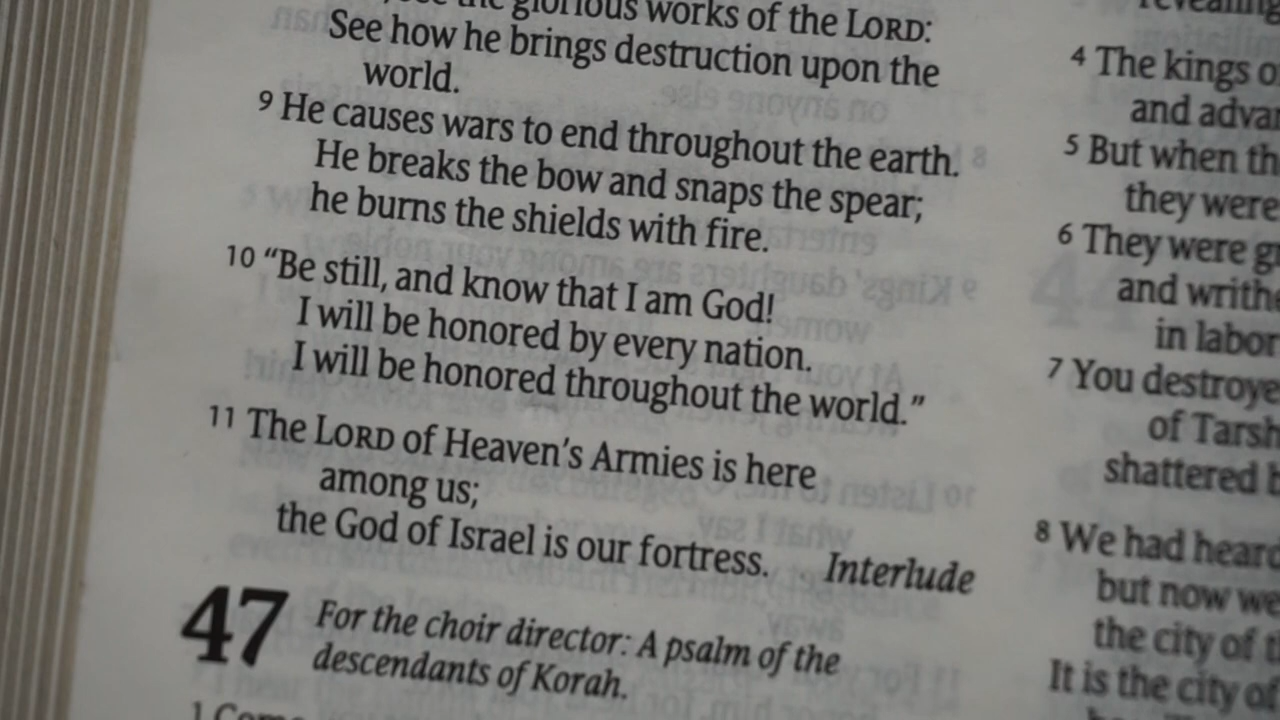 the glorious works of the LORD:
See how he brings destruction upon the
world.
9 He causes wars to end throughout the earth.
He breaks the bow and snaps the spear;
he burns the shields with fire.
10 “Be still, and know that I am God!
I will be honored by every nation.
I will be honored throughout the world.”
11 The LORD of Heaven’s Armies is here
among us;
the God of Israel is our fortress. Interlude
47 For the choir director: A psalm of the
descendants of Korah.
1 Come
4 The kings
and
5 But when
they were
6 They were
and
in labor
7 You
of
shattered
8 We had
but now we
the city of
It is the city of